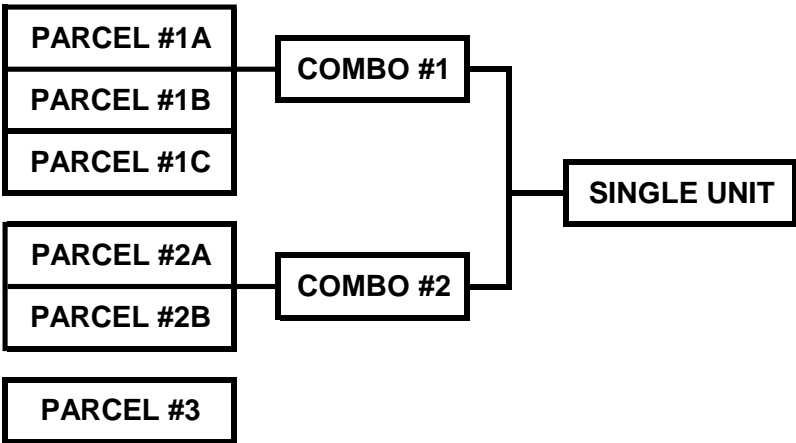 PARCEL #1A
PARCEL #1B
PARCEL #1C
COMBO #1
PARCEL #2A
PARCEL #2B
COMBO #2
SINGLE UNIT
PARCEL #3